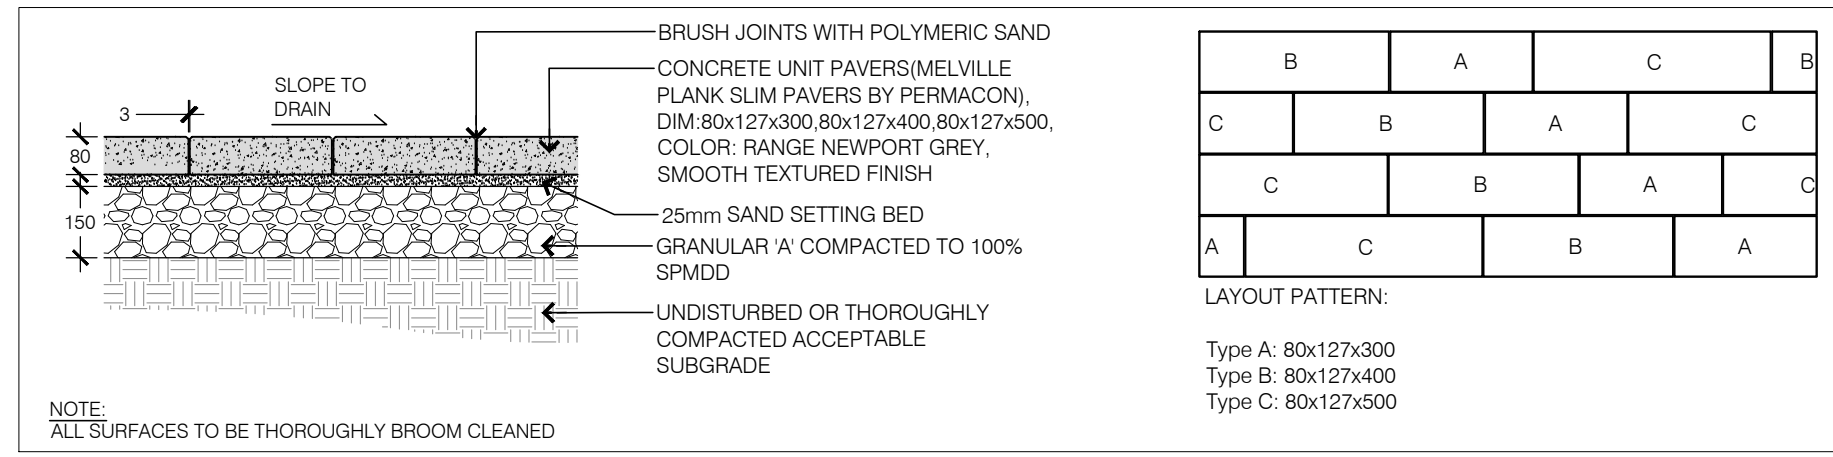 BRUSH JOINTS WITH POLYMERIC SAND
CONCRETE UNIT PAVERS(MELVILLE
PLANK SLIM PAVERS BY PERMACON),
DIM:80x127x300,80x127x400,80x127x500,
COLOR: RANGE NEWPORT GREY,
SMOOTH TEXTURED FINISH
25mm SAND SETTING BED
GRANULAR 'A' COMPACTED TO 100%
SPMDD
UNDISTURBED OR THOROUGHLY
COMPACTED ACCEPTABLE
SUBGRADE
SLOPE TO
DRAIN
3
80
150
NOTE:
ALL SURFACES TO BE THOROUGHLY BROOM CLEANED
B A C B
C B A C
C B A C
A C B A
LAYOUT PATTERN:
Type A: 80x127x300
Type B: 80x127x400
Type C: 80x127x500